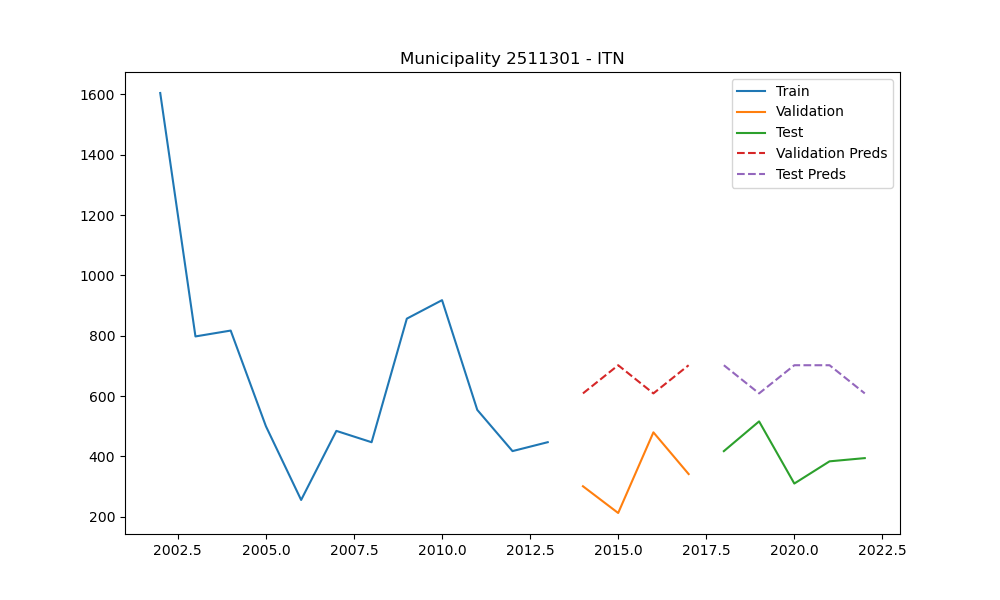 Municipality 2511301 - ITN
Train
Validation
Test
Validation Preds
Test Preds
1600
1400
1200
1000
800
600
400
200
2002.5 2005.0 2007.5 2010.0 2012.5 2015.0 2017.5 2020.0 2022.5